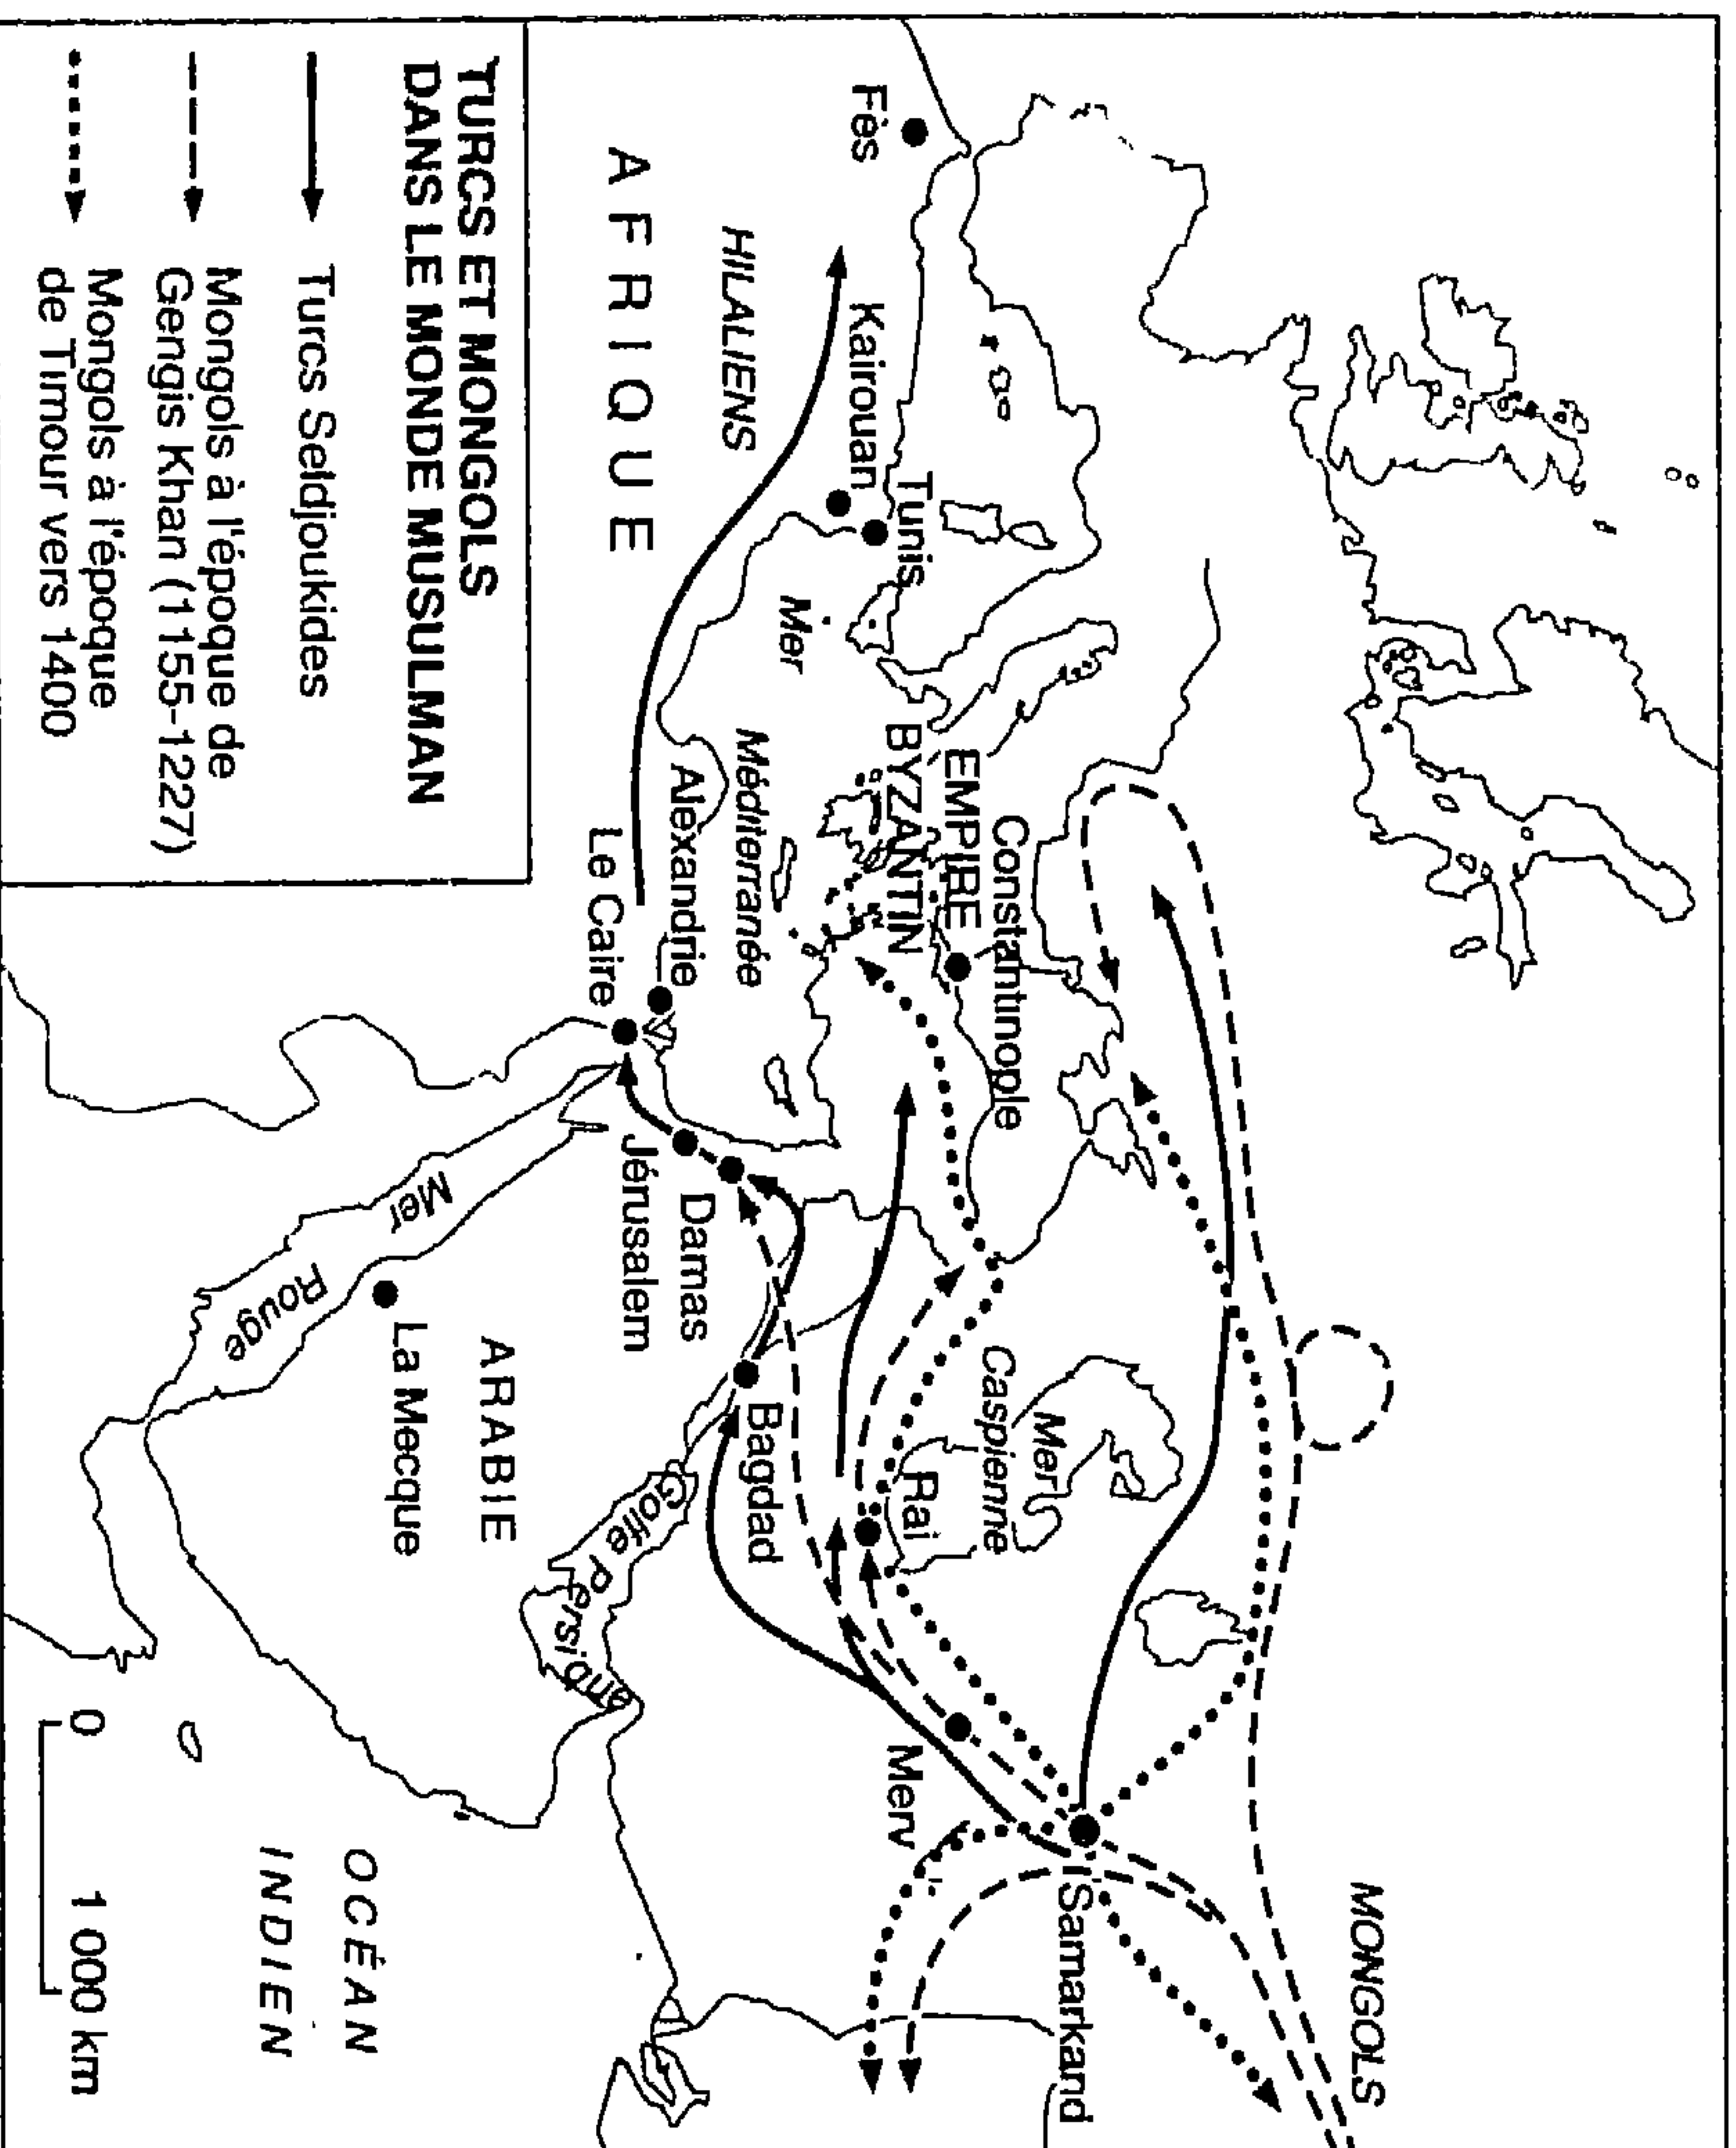 MONGOLS
Samarkand
Constantinople
Mer
Caspienne
EMPIRE
BYZANTIN
Raï
Merv
Tunis
Fès
Kairouan
Mer
Méditerranée
Bagdad
HILALIENS
Alexandrie
Damas
Jérusalem
Le Caire
AFRIQUE
Golfe Persique
ARABIE
La Mecque
Mer
Rouge
OCÉAN
INDIEN
TURCS ET MONGOLS
DANS LE MONDE MUSULMAN
Turcs Seldjoukides
Mongols à l'époque de
Gengis Khan (1155-1227)
Mongols à l'époque
de Timour vers 1400
0 1 000 km